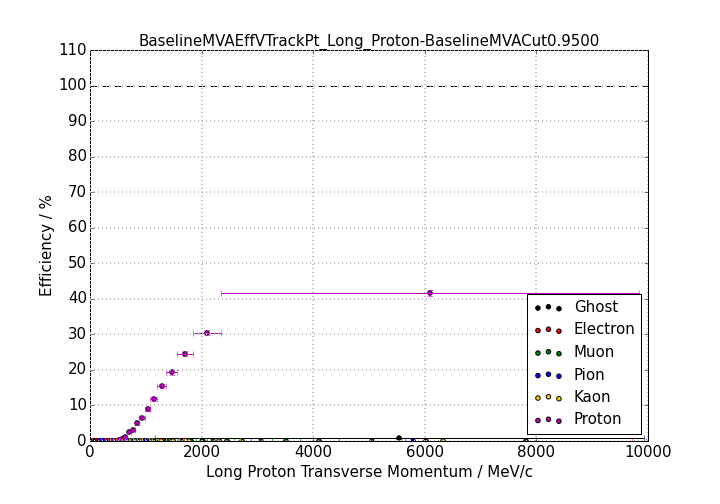 BaselineMVAEffVTrackPt_Long_Proton-BaselineMVACut0.9500
110
100
90
80
70
60
50
40
30
20
10
0
Efficiency / %
Ghost
Electron
Muon
Pion
Kaon
Proton
0 2000 4000 6000 8000 10000
Long Proton Transverse Momentum / MeV/c